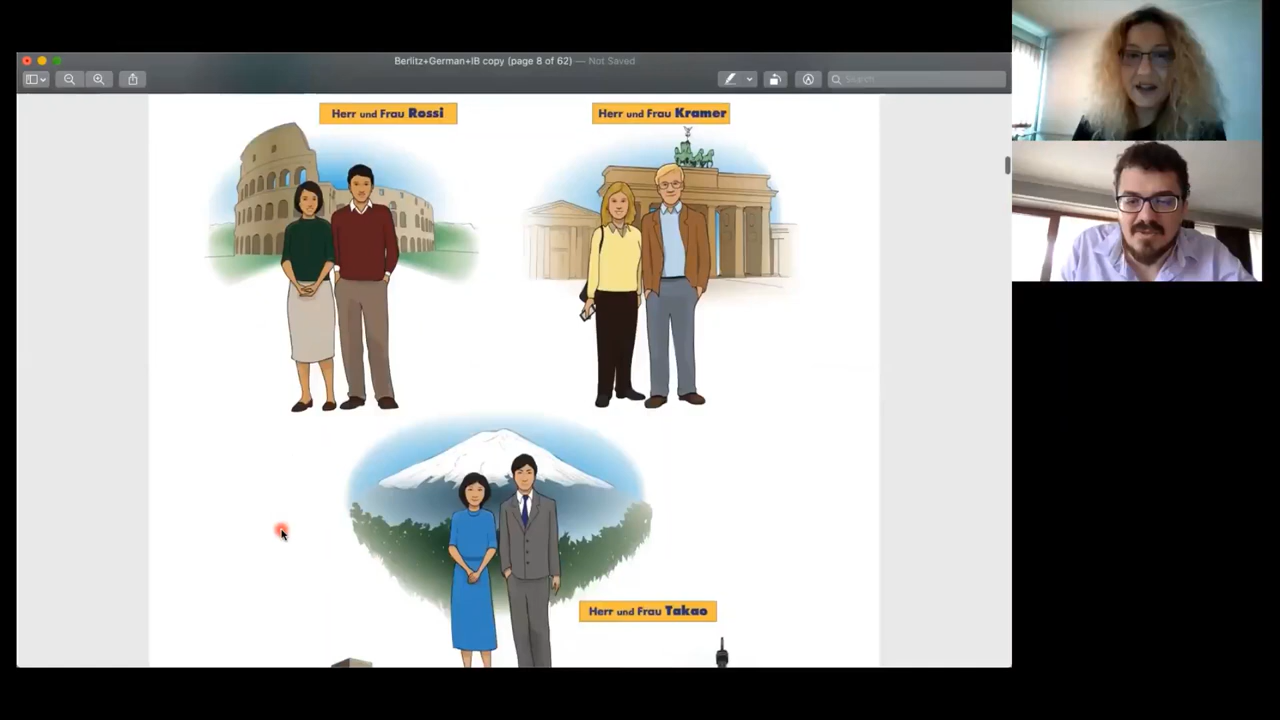 Berlitz+German+IB copy (page 8 of 62) — Not Saved
Search
Herr und Frau Rossi
Herr und Frau Kramer
Herr und Frau Takao